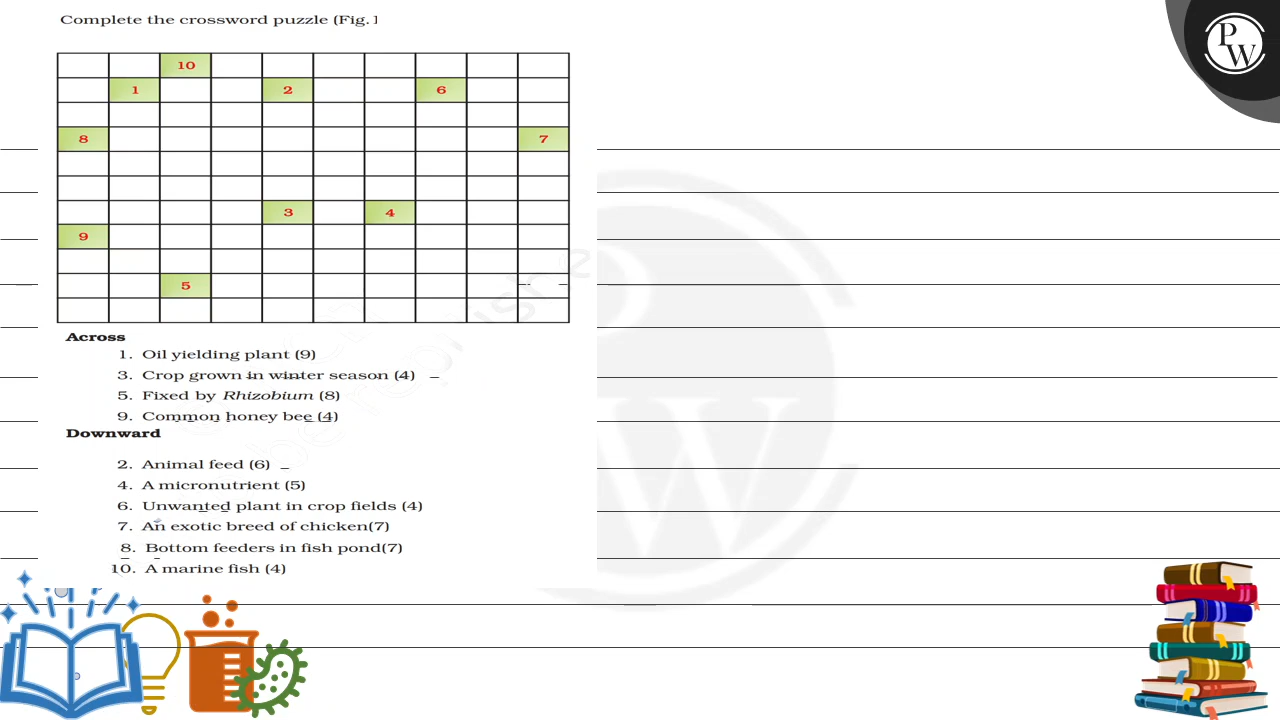 Complete the crossword puzzle (Fig. 1
10
1 2 6
8 7
3 4
9
5
Across
1. Oil yielding plant (9)
3. Crop grown in winter season (4)
5. Fixed by Rhizobium (8)
9. Common honey bee (4)
Downward
2. Animal feed (6)
4. A micronutrient (5)
6. Unwanted plant in crop fields (4)
7. An exotic breed of chicken(7)
8. Bottom feeders in fish pond(7)
10. A marine fish (4)
PW